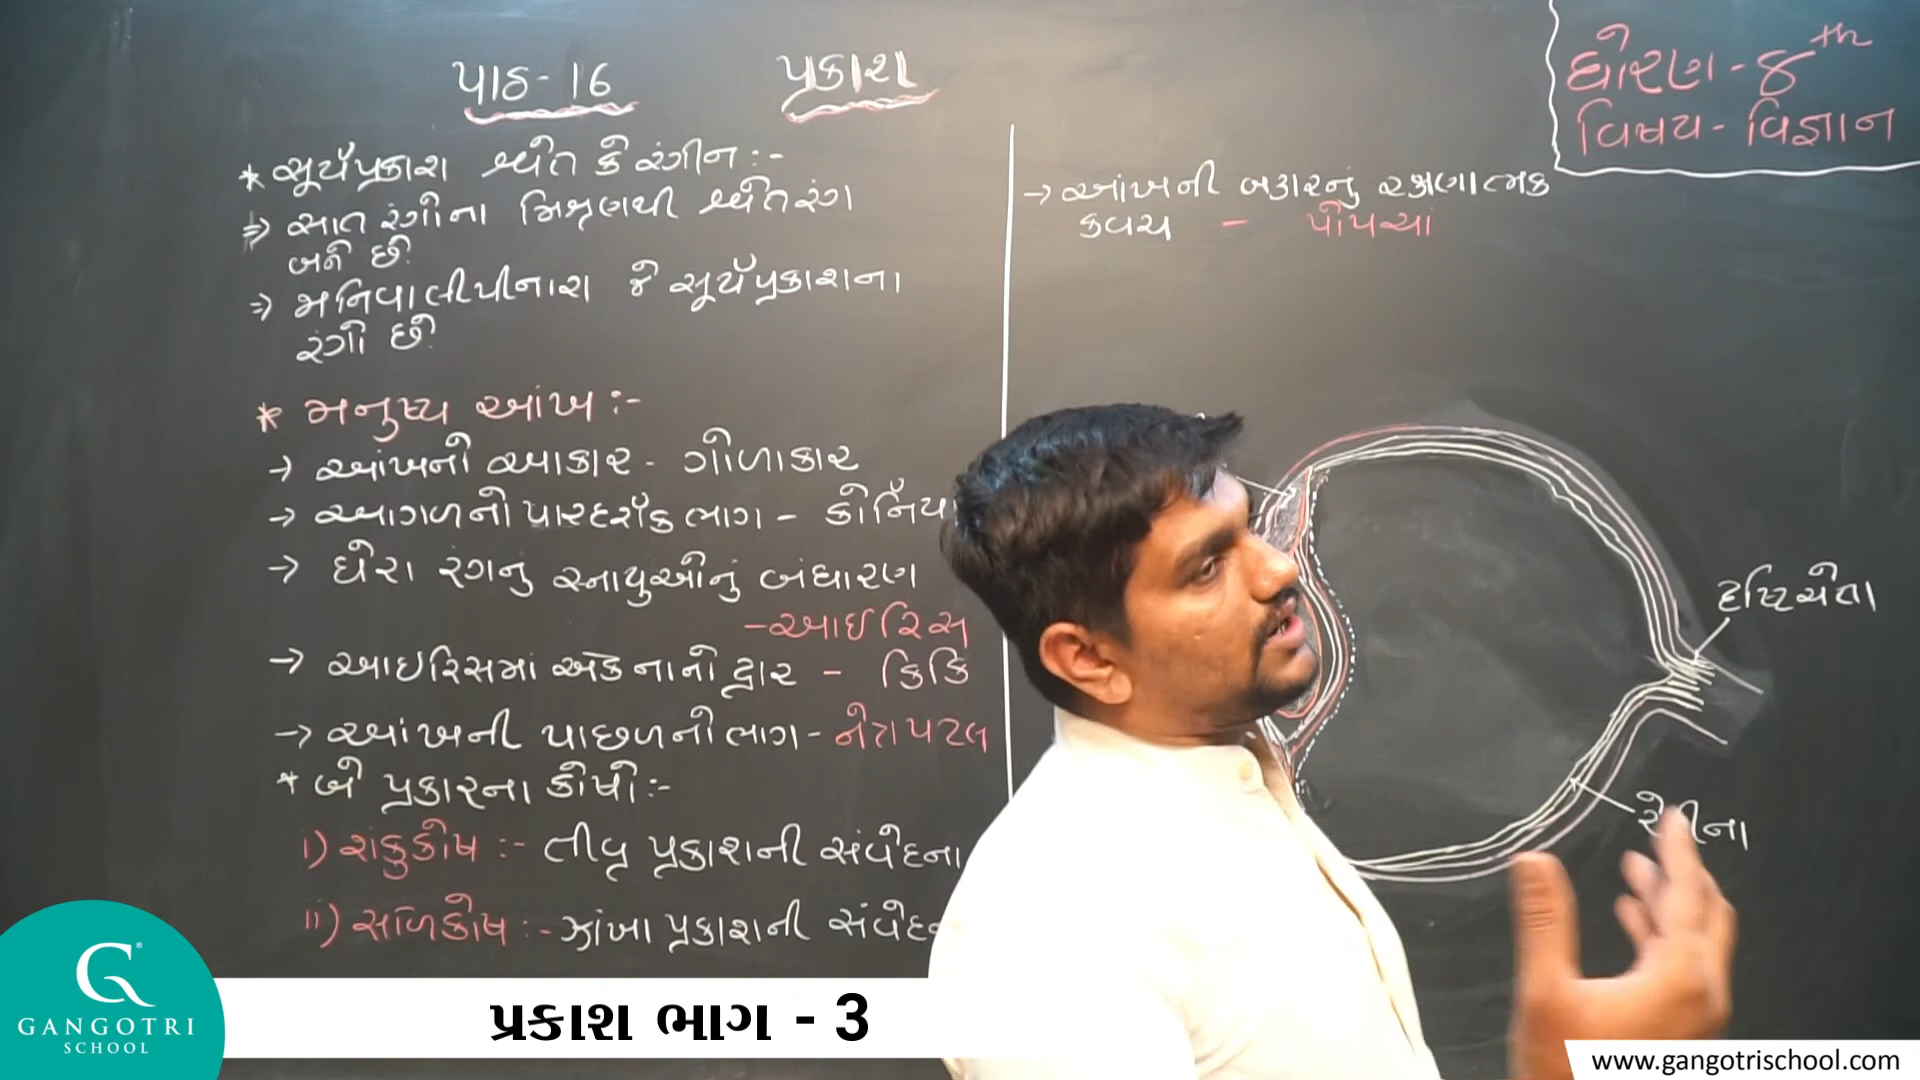 પાઠ - 16 પ્રકાશ
ધોરણ - 8th
વિષય - વિજ્ઞાન
* સૂર્યપ્રકાશ શ્વેત કે રંગીન :-
⇒ સાત રંગોના મિશ્રણથી શ્વેત રંગ
બને છે.
⇒ જાનિવાલીપીનારા જે સૂર્યપ્રકાશના
રંગો છે.
* મનુષ્ય આંખ :-
→ આંખનો આકાર - ગોળાકાર
→ આગળનો પારદર્શક ભાગ - કોર્નિયા
→ ઘેરા રંગનું સ્નાયુઓનું બંધારણ
- આઇરિસ
→ આઇરિસમાં એક નાનો દ્વાર - કિકિ
→ આંખની પાછળનો ભાગ - નેત્રપટલ
* બે પ્રકારના કોષો :-
i) શંકુકોષ :- તીવ્ર પ્રકાશની સંવેદના
ii) સળિકોષ :- ઝાંખા પ્રકાશની
→ આંખની બહારનું રક્ષણાત્મક
કવચ - પોપચાં
દષ્ટિચેતા
રેટીના
G®
GANGOTRI
SCHOOL
પ્રકાશ ભાગ - 3
www.gangotrischool.com